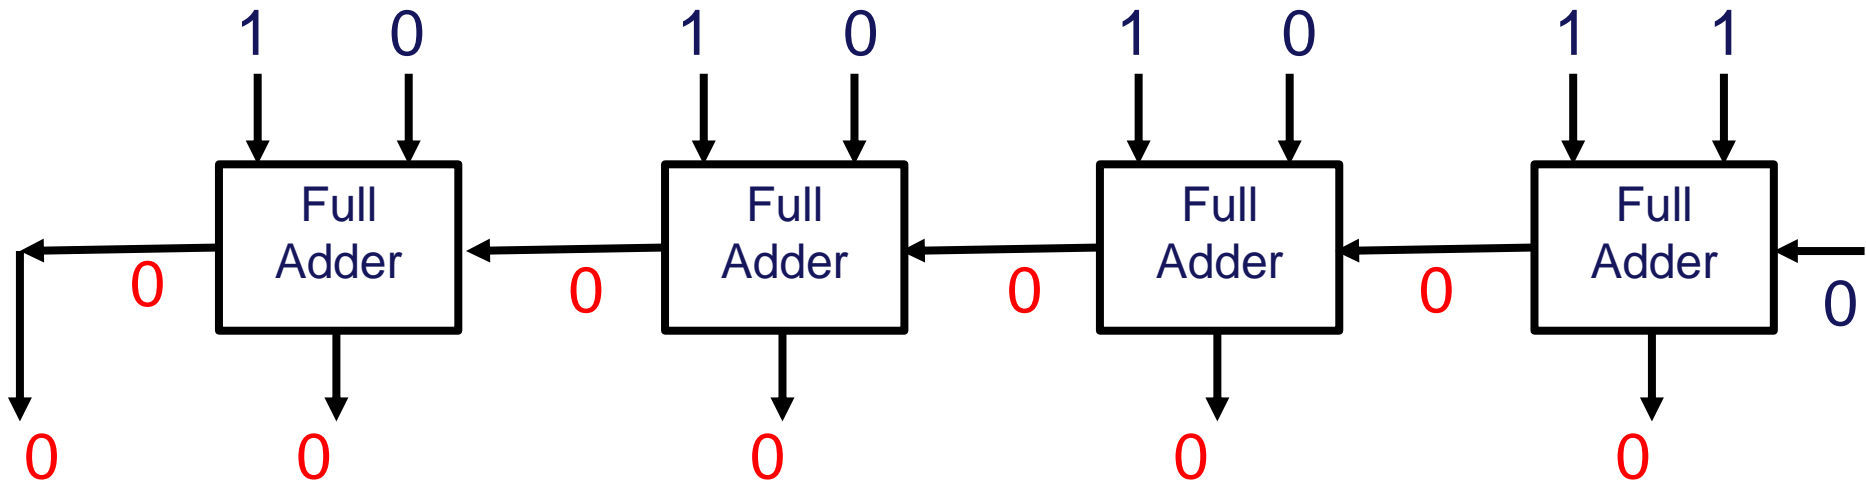 1 0 1 0 1 0 1 1
Full Full Full Full
Adder Adder Adder Adder
0 0 0 0 0
0 0 0 0 0